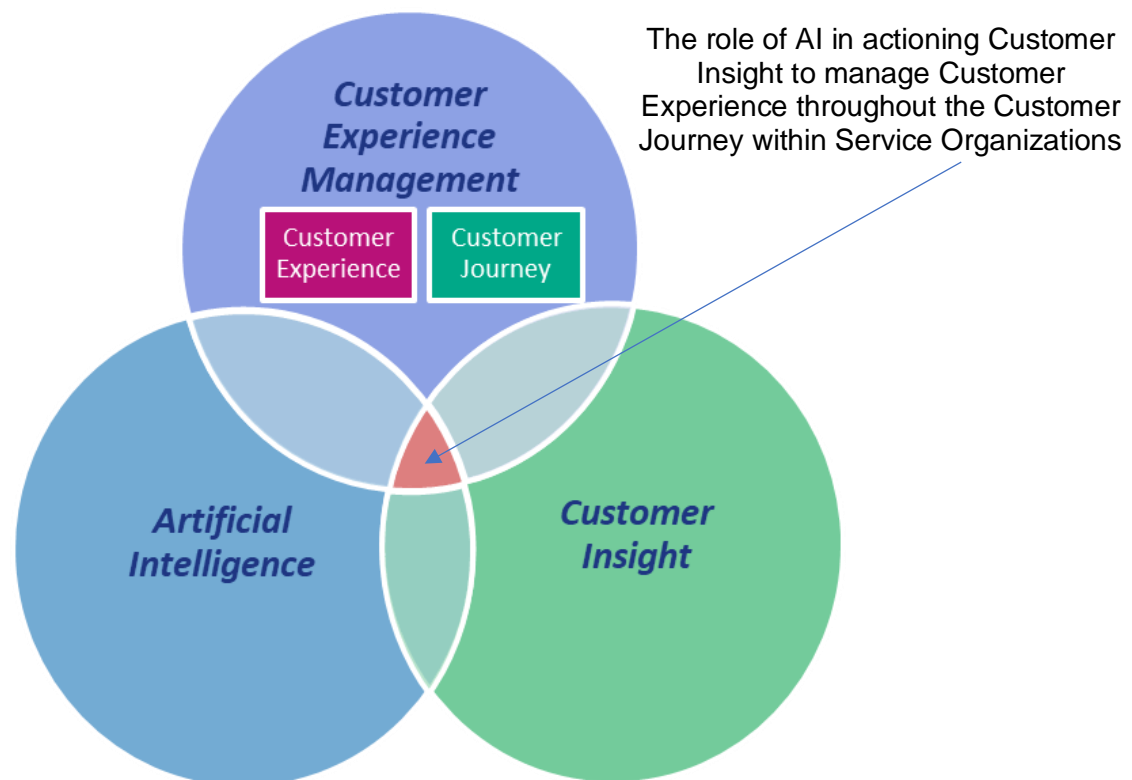 The role of AI in actioning Customer
Insight to manage Customer
Experience throughout the Customer
Journey within Service Organizations
Customer
Experience
Management
Customer
Experience
Customer
Journey
Artificial
Intelligence
Customer
Insight